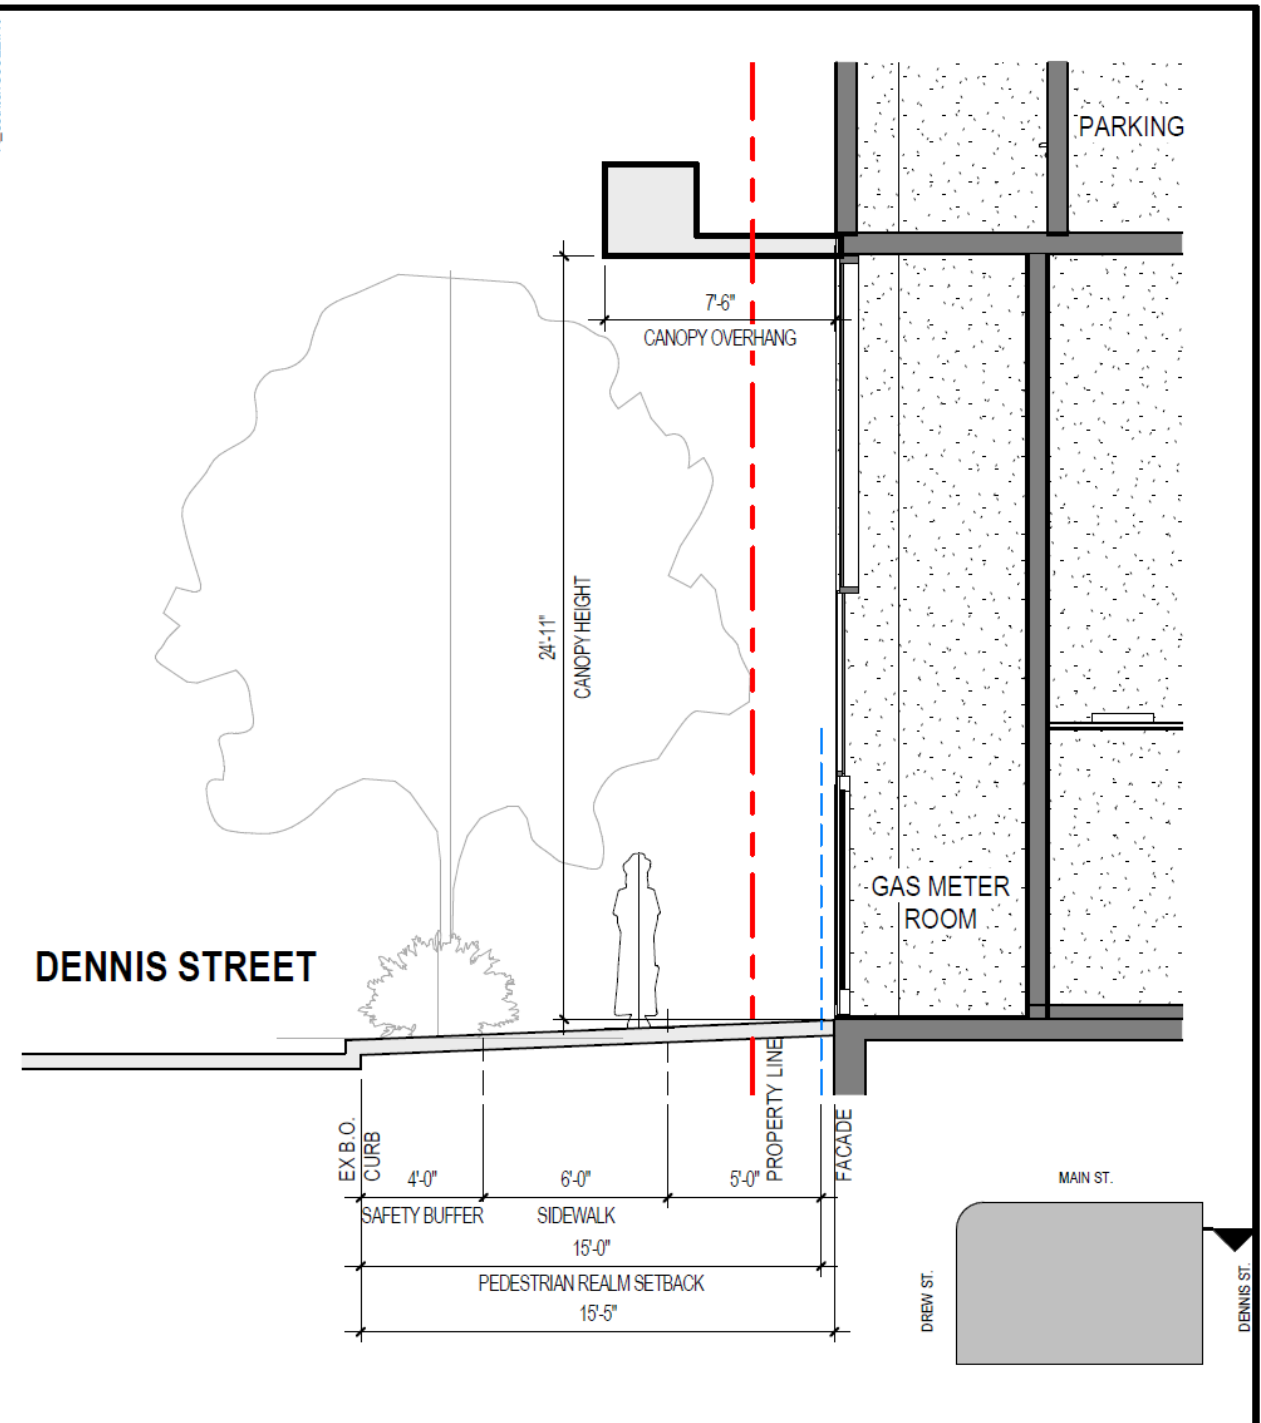 PARKING
7'-6"
CANOPY OVERHANG
24'-11"
CANOPY HEIGHT
GAS METER
ROOM
DENNIS STREET
EX B.O.
CURB
PROPERTY LINE
FACADE
4'-0"
6'-0"
5'-0"
SAFETY BUFFER
SIDEWALK
15'-0"
PEDESTRIAN REALM SETBACK
15'-5"
MAIN ST.
DREW ST.
DENNIS ST.